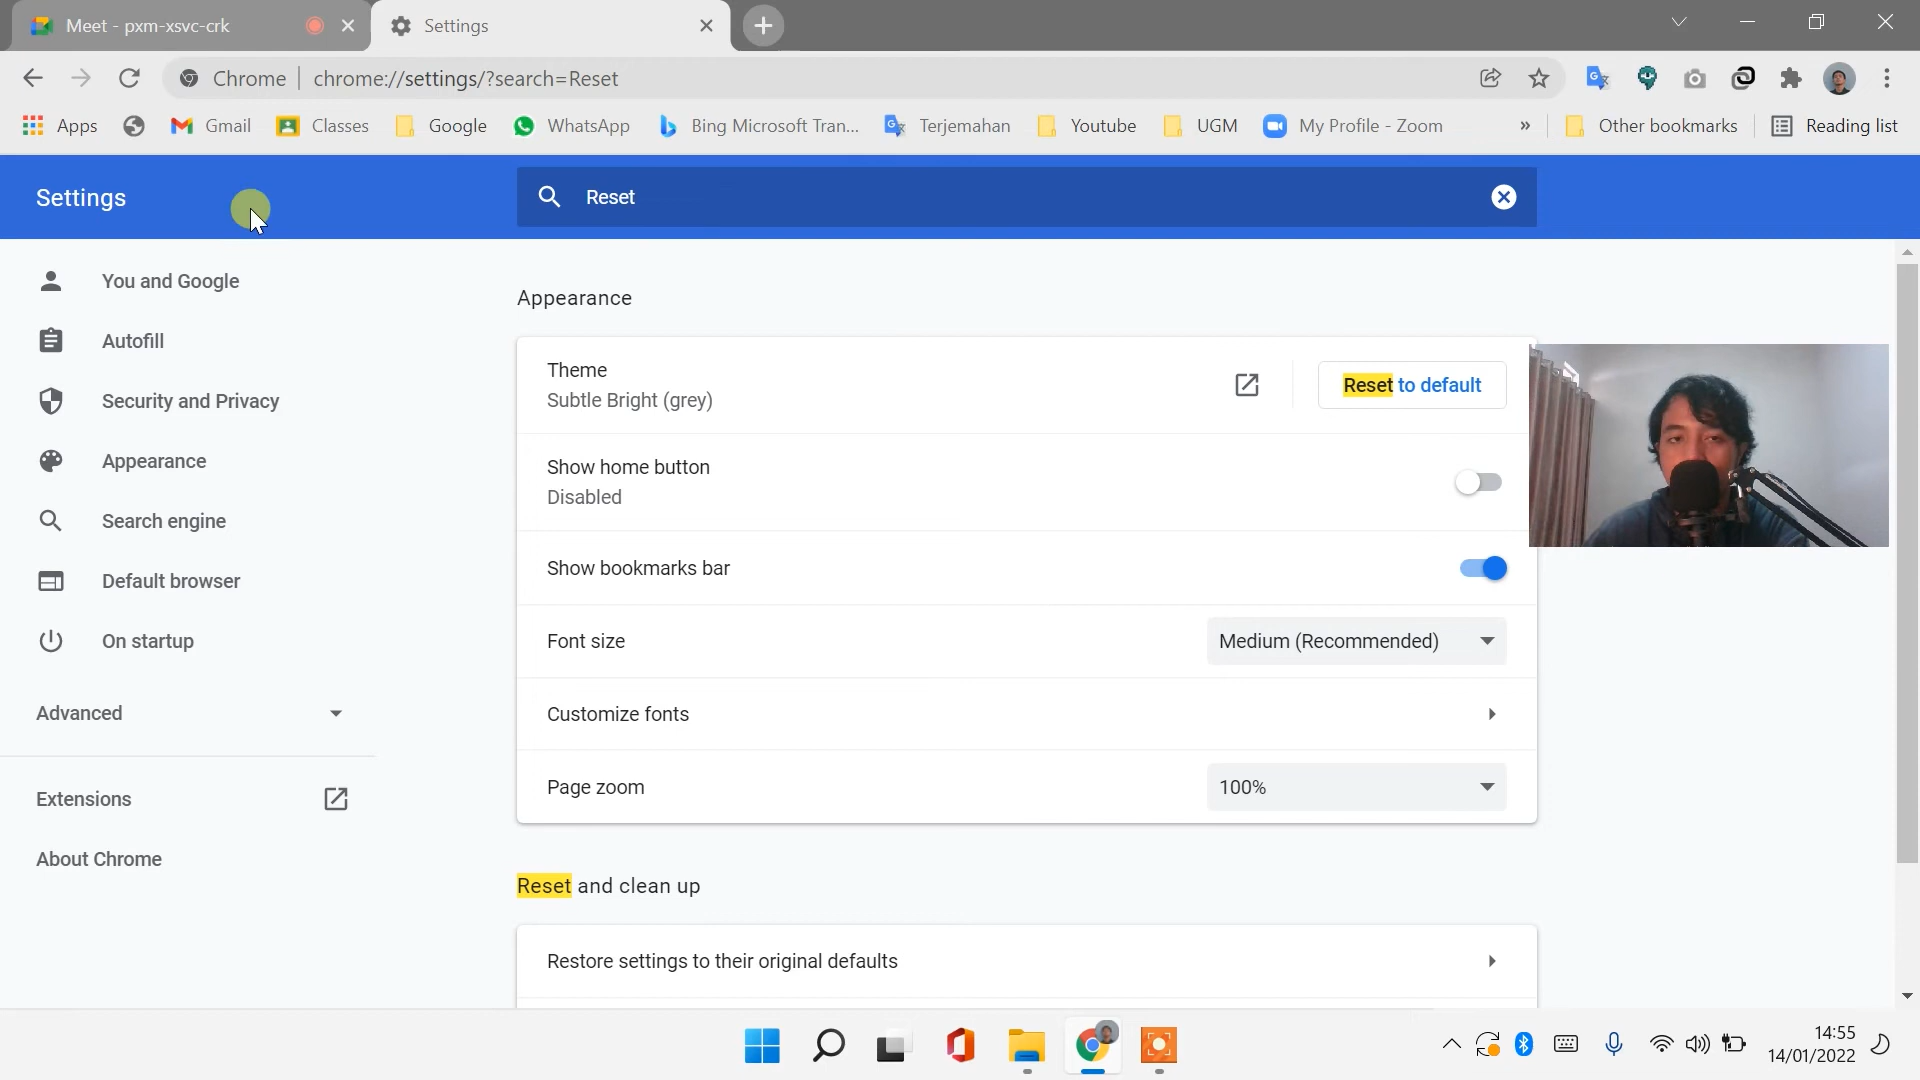 Meet - pxm-xsvc-crk
Settings
Chrome
chrome://settings/?search=Reset
Apps
Gmail
Classes
Google
WhatsApp
Bing Microsoft Tran...
Terjemahan
Youtube
UGM
My Profile - Zoom
»
Other bookmarks
Reading list
Settings
Reset
You and Google
Autofill
Security and Privacy
Appearance
Search engine
Default browser
On startup
Advanced
Extensions
About Chrome
Appearance
Theme
Subtle Bright (grey)
Reset to default
Show home button
Disabled
Show bookmarks bar
Font size
Medium (Recommended)
Customize fonts
Page zoom
100%
Reset and clean up
Restore settings to their original defaults
14:55
14/01/2022